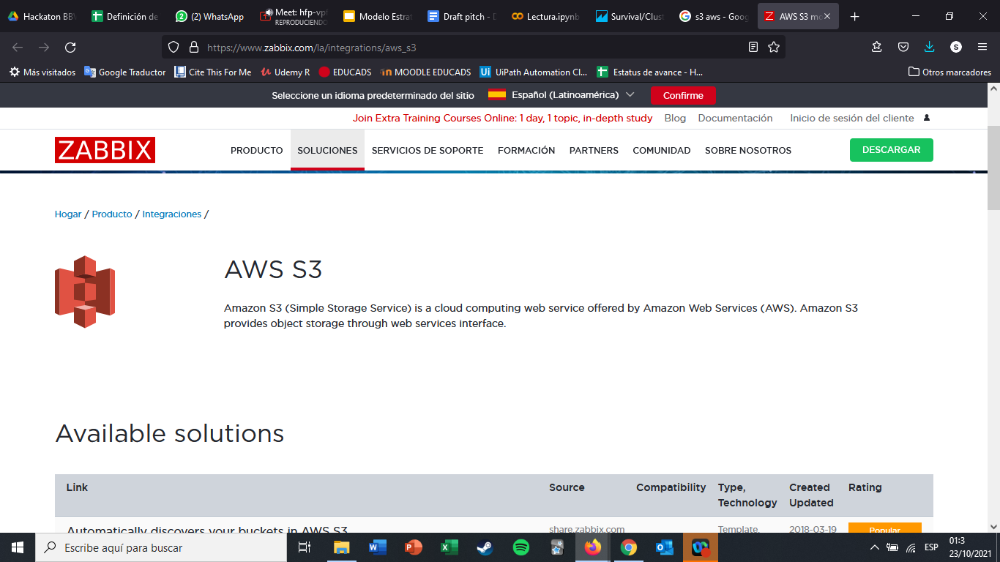 Hackaton BB
Definición de
(2) WhatsApp
Meet: hfp-vpf
REPRODUCIENDO
Modelo Estra
Draft pitch - D
Lectura.ipynb
Survival/Clust
s3 aws - Goog
AWS S3 mo
https://www.zabbix.com/la/integrations/aws_s3
S
Más visitados
Google Traductor
Cite This For Me
Udemy R
EDUCADS
MOODLE EDUCADS
UiPath Automation Cl...
Estatus de avance - H...
Otros marcadores
Seleccione un idioma predeterminado del sitio Español (Latinoamérica) Confirme
Join Extra Training Courses Online: 1 day, 1 topic, in-depth study Blog Documentación Inicio de sesión del cliente
ZABBIX PRODUCTO SOLUCIONES SERVICIOS DE SOPORTE FORMACIÓN PARTNERS COMUNIDAD SOBRE NOSOTROS DESCARGAR
Hogar / Producto / Integraciones /
AWS S3
Amazon S3 (Simple Storage Service) is a cloud computing web service offered by Amazon Web Services (AWS). Amazon S3
provides object storage through web services interface.
Available solutions
Link Source Compatibility Type, Created Rating
Technology Updated
Automatically discovers your buckets in AWS S3 share.zabbix.com Template, 2018-03-19 Popular
Escribe aquí para buscar
ESP
01:3
23/10/2021